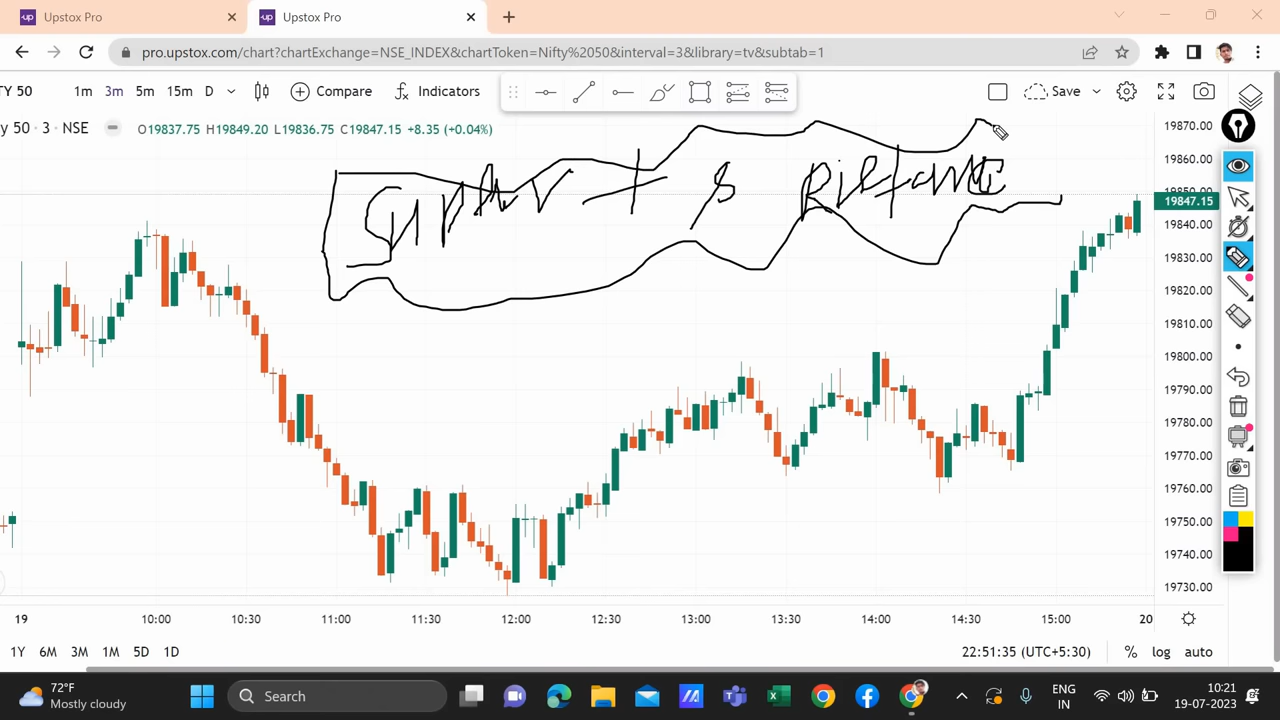 Upstox Pro
Upstox Pro
pro.upstox.com/chart?chartExchange=NSE_INDEX&chartToken=Nifty%2050&interval=3&library=tv&subtab=1
TY 50 1m 3m 5m 15m D Compare Indicators Save
y 50 · 3 · NSE O19837.75 H19849.20 L19836.75 C19847.15 +8.35 (+0.04%)
19870.00
19860.00
19850.00
19847.15
19840.00
19830.00
19820.00
19810.00
19800.00
19790.00
19780.00
19770.00
19760.00
19750.00
19740.00
19730.00
19 10:00 10:30 11:00 11:30 12:00 12:30 13:00 13:30 14:00 14:30 15:00 20
1Y 6M 3M 1M 5D 1D 22:51:35 (UTC+5:30) % log auto
72°F
Mostly cloudy
Search
ENG
IN
10:21
19-07-2023